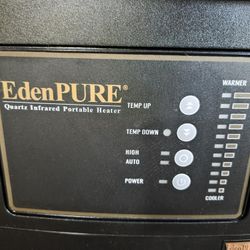 EdenPURE®
Quartz Infrared Portable Heater
WARMER
TEMP UP
TEMP DOWN
HIGH
AUTO
POWER
COOLER